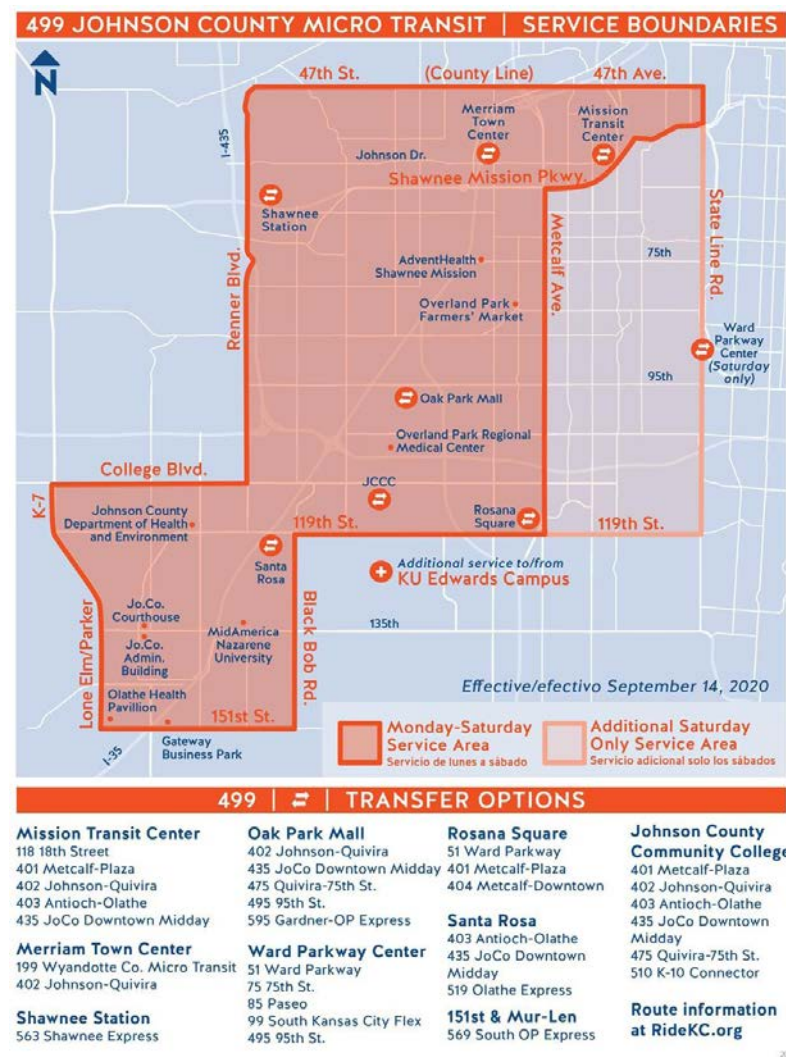 499 JOHNSON COUNTY MICRO TRANSIT | SERVICE BOUNDARIES
N
47th St. (County Line) 47th Ave.
I-435
Merriam
Town
Center
Mission
Transit
Center
Johnson Dr.
Shawnee Mission Pkwy.
Shawnee
Station
Renner Blvd.
Metcalf Ave.
State Line Rd.
75th
AdventHealth
Shawnee Mission
Overland Park
Farmers' Market
Ward
Parkway
Center
(Saturday
only)
95th
Oak Park Mall
Overland Park Regional
Medical Center
College Blvd.
K-7
JCCC
Johnson County
Department of Health
and Environment
119th St.
Rosana
Square
119th St.
Santa
Rosa
Additional service to/from
KU Edwards Campus
Lone Elm/Parker
Black Bob Rd.
Jo.Co.
Courthouse
Jo.Co.
Admin.
Building
MidAmerica
Nazarene
University
135th
Olathe Health
Pavillion
151st St.
Gateway
Business Park
I-35
Effective/efectivo September 14, 2020
Monday-Saturday
Service Area
Servicio de lunes a sábado
Additional Saturday
Only Service Area
Servicio adicional solo los sábados
499 | TRANSFER OPTIONS
Mission Transit Center
118 18th Street
401 Metcalf-Plaza
402 Johnson-Quivira
403 Antioch-Olathe
435 JoCo Downtown Midday
Merriam Town Center
199 Wyandotte Co. Micro Transit
402 Johnson-Quivira
Shawnee Station
563 Shawnee Express
Oak Park Mall
402 Johnson-Quivira
435 JoCo Downtown Midday
475 Quivira-75th St.
495 95th St.
595 Gardner-OP Express
Ward Parkway Center
51 Ward Parkway
75 75th St.
85 Paseo
99 South Kansas City Flex
495 95th St.
Rosana Square
51 Ward Parkway
401 Metcalf-Plaza
404 Metcalf-Downtown
Santa Rosa
403 Antioch-Olathe
435 JoCo Downtown
Midday
519 Olathe Express
151st & Mur-Len
569 South OP Express
Johnson County
Community College
401 Metcalf-Plaza
402 Johnson-Quivira
403 Antioch-Olathe
435 JoCo Downtown
Midday
475 Quivira-75th St.
510 K-10 Connector
Route information
at RideKC.org